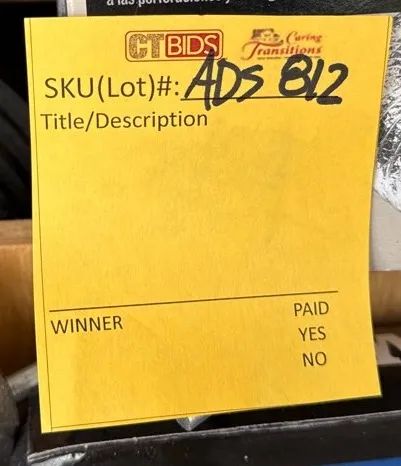 CTBIDS
Caring
Transitions
SKU(Lot)#: ADS 812
Title/Description
WINNER
PAID
YES
NO